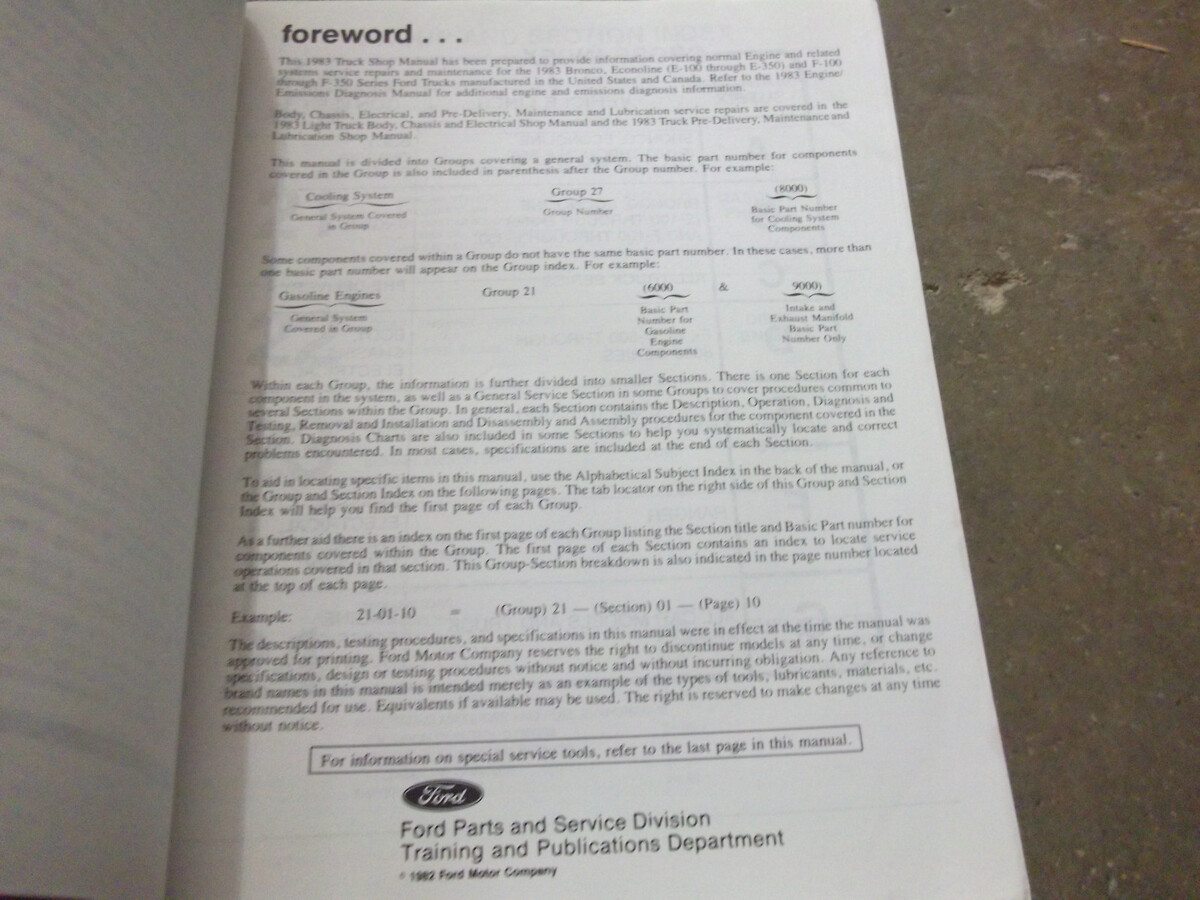 foreword . . .
This 1983 Truck Shop Manual has been prepared to provide information covering normal Engine and related
systems service repairs and maintenance for the 1983 Bronco, Econoline (E-100 through E-350) and F-100
through F-350 Series Ford Trucks manufactured in the United States and Canada. Refer to the 1983 Engine/
Emissions Diagnosis Manual for additional engine and emissions diagnosis information.
Body, Chassis, Electrical, and Pre-Delivery, Maintenance and Lubrication service repairs are covered in the
1983 Light Truck Body, Chassis and Electrical Shop Manual and the 1983 Truck Pre-Delivery, Maintenance and
Lubrication Shop Manual.
This manual is divided into Groups covering a general system. The basic part number for components
covered in the Group is also included in parenthesis after the Group number. For example:
Cooling System Group 27 (8000)
General System Covered Group Number Basic Part Number
in Group for Cooling System
Components
Some components covered within a Group do not have the same basic part number. In these cases, more than
one basic part number will appear on the Group index. For example:
Gasoline Engines Group 21 (6000 & 9000)
General System Basic Part Intake and
Covered in Group Number for Exhaust Manifold
Gasoline Basic Part
Engine Number Only
Components
Within each Group, the information is further divided into smaller Sections. There is one Section for each
component in the system, as well as a General Service Section in some Groups to cover procedures common to
several Sections within the Group. In general, each Section contains the Description, Operation, Diagnosis and
Testing, Removal and Installation and Disassembly and Assembly procedures for the component covered in the
Section. Diagnosis Charts are also included in some Sections to help you systematically locate and correct
problems encountered. In most cases, specifications are included at the end of each Section.
To aid in locating specific items in this manual, use the Alphabetical Subject Index in the back of the manual, or
the Group and Section Index on the following pages. The tab locator on the right side of this Group and Section
Index will help you find the first page of each Group.
As a further aid there is an index on the first page of each Group listing the Section title and Basic Part number for
components covered within the Group. The first page of each Section contains an index to locate service
operations covered in that section. This Group-Section breakdown is also indicated in the page number located
at the top of each page.
Example: 21-01-10 = (Group) 21 — (Section) 01 — (Page) 10
The descriptions, testing procedures, and specifications in this manual were in effect at the time the manual was
approved for printing. Ford Motor Company reserves the right to discontinue models at any time, or change
specifications, design or testing procedures without notice and without incurring obligation. Any reference to
brand names in this manual is intended merely as an example of the types of tools, lubricants, materials, etc.
recommended for use. Equivalents if available may be used. The right is reserved to make changes at any time
without notice.
For information on special service tools, refer to the last page in this manual.
Ford
Ford Parts and Service Division
Training and Publications Department
© 1982 Ford Motor Company